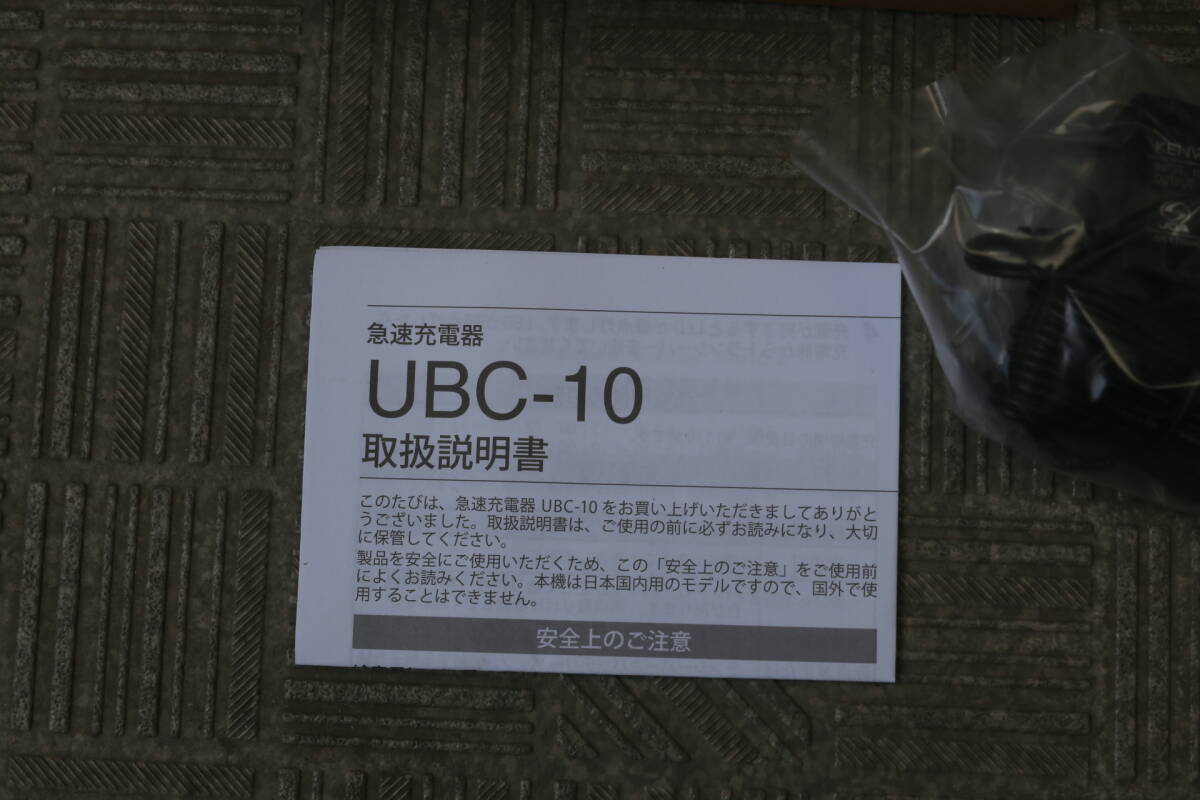 急速充電器
UBC-10
取扱説明書
このたびは、急速充電器 UBC-10 をお買い上げいただきましてありがと
うございました。取扱説明書は、ご使用の前に必ずお読みになり、大切
に保管してください。
製品を安全にご使用いただくため、この「安全上のご注意」をご使用前
によくお読みください。本機は日本国内用のモデルですので、国外で使
用することはできません。
安全上のご注意